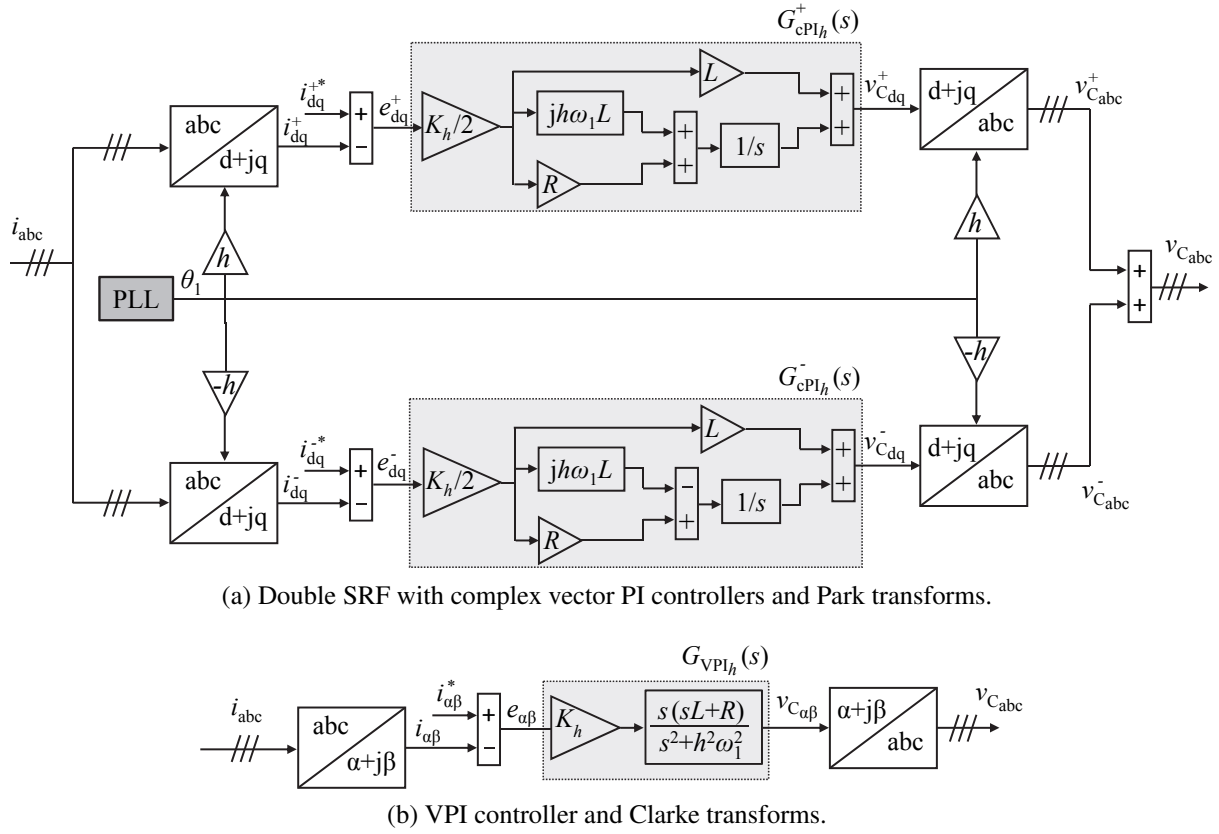 G⁺cPIₕ(s)
i⁺*dq
i⁺dq
e⁺dq
abc
d+jq
Kₕ/2
L
jhω₁L
R
+
+
1/s
+
+
v⁺Cdq
d+jq
abc
v⁺Cabc
+
−
iabc
h
h
PLL
θ₁
vCabc
+
+
-h
-h
G⁻cPIₕ(s)
i⁻*dq
i⁻dq
e⁻dq
abc
d+jq
+
−
Kₕ/2
L
jhω₁L
R
−
+
1/s
+
+
v⁻Cdq
d+jq
abc
v⁻Cabc
(a) Double SRF with complex vector PI controllers and Park transforms.
G_VPIₕ(s)
iabc
abc
α+jβ
i*αβ
iαβ
+
−
eαβ
Kₕ
s(sL+R)
s²+h²ω₁²
vCαβ
α+jβ
abc
vCabc
(b) VPI controller and Clarke transforms.